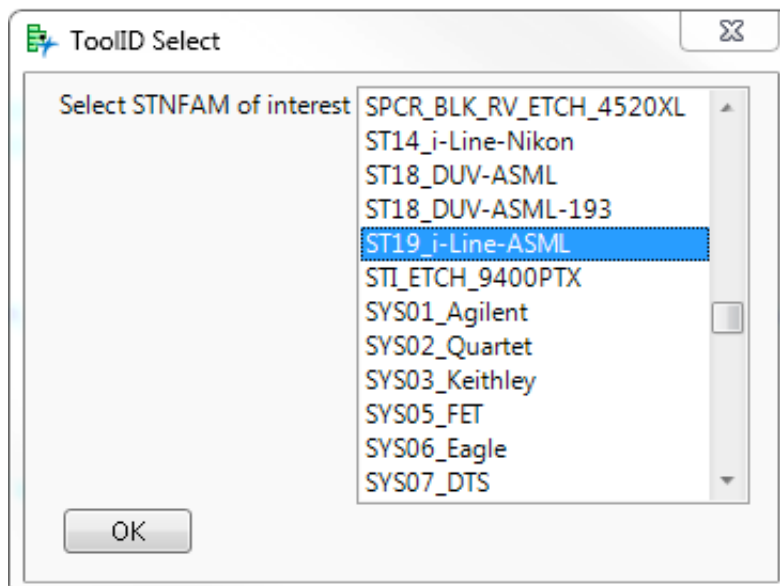 ToolID Select
Select STNFAM of interest
SPCR_BLK_RV_ETCH_4520XL
ST14_i-Line-Nikon
ST18_DUV-ASML
ST18_DUV-ASML-193
ST19_i-Line-ASML
STI_ETCH_9400PTX
SYS01_Agilent
SYS02_Quartet
SYS03_Keithley
SYS05_FET
SYS06_Eagle
SYS07_DTS
OK